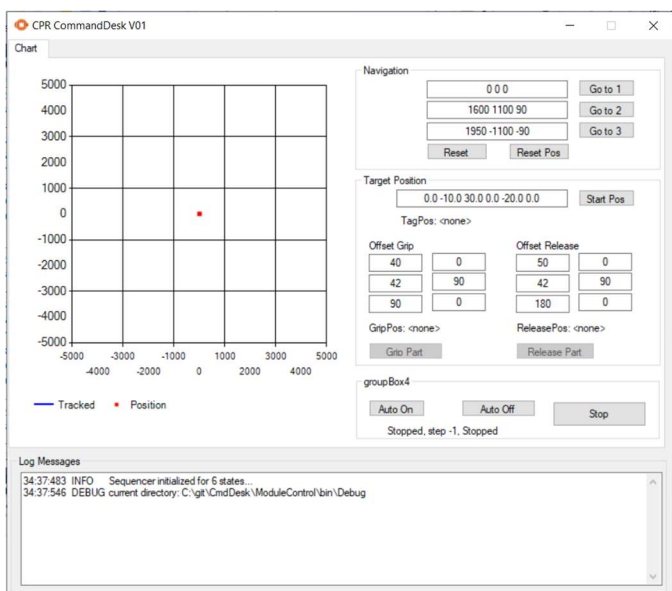 CPR CommandDesk V01
Chart
5000
4000
3000
2000
1000
0
-1000
-2000
-3000
-4000
-5000
-5000 -3000 -1000 1000 3000 5000
-4000 -2000 0 2000 4000
Tracked Position
Navigation
0 0 0 Go to 1
1600 1100 90 Go to 2
1950 -1100 -90 Go to 3
Reset Reset Pos
Target Position
0.0 -10.0 30.0 0.0 -20.0 0.0 Start Pos
TagPos: <none>
Offset Grip Offset Release
40 0 50 0
42 90 42 90
90 0 180 0
GripPos: <none> ReleasePos: <none>
Grip Part Release Part
groupBox4
Auto On Auto Off Stop
Stopped, step -1, Stopped
Log Messages
34:37:483 INFO Sequencer initialized for 6 states...
34:37:546 DEBUG current directory: C:\git\CmdDesk\ModuleControl\bin\Debug